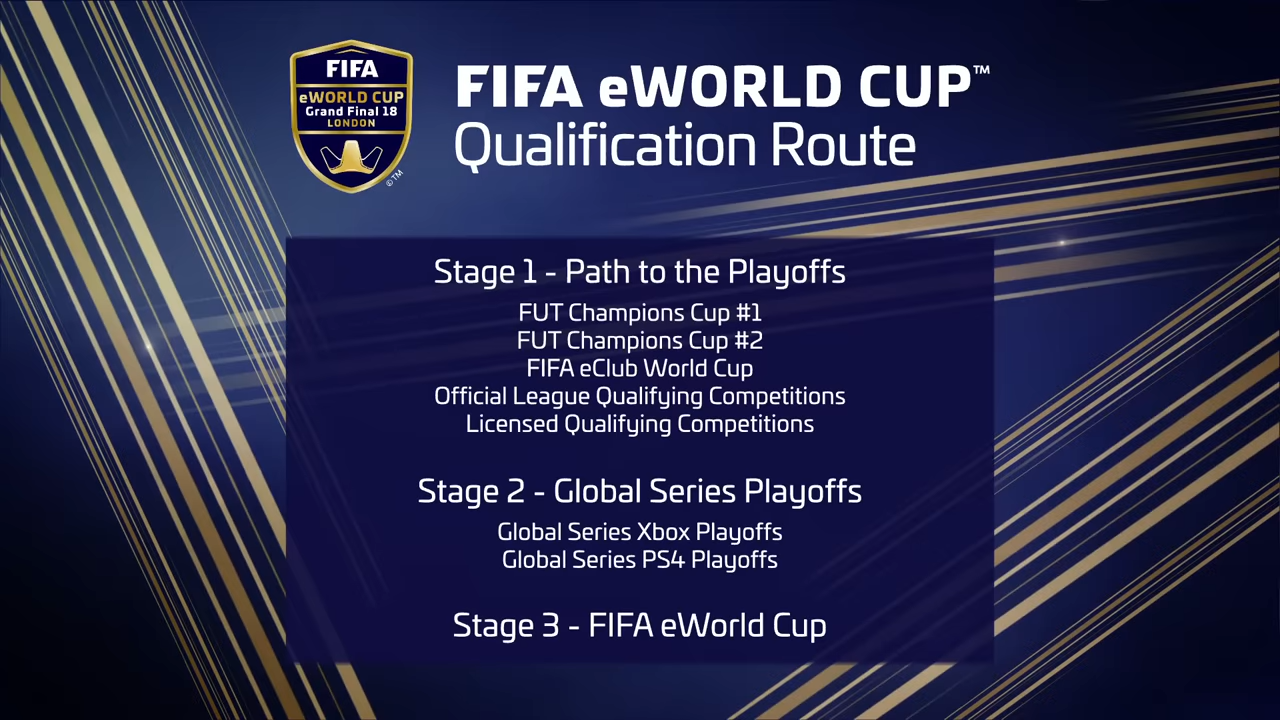 FIFA
eWORLD CUP
Grand Final 18
LONDON
©™
FIFA eWORLD CUP™
Qualification Route
Stage 1 - Path to the Playoffs
FUT Champions Cup #1
FUT Champions Cup #2
FIFA eClub World Cup
Official League Qualifying Competitions
Licensed Qualifying Competitions
Stage 2 - Global Series Playoffs
Global Series Xbox Playoffs
Global Series PS4 Playoffs
Stage 3 - FIFA eWorld Cup